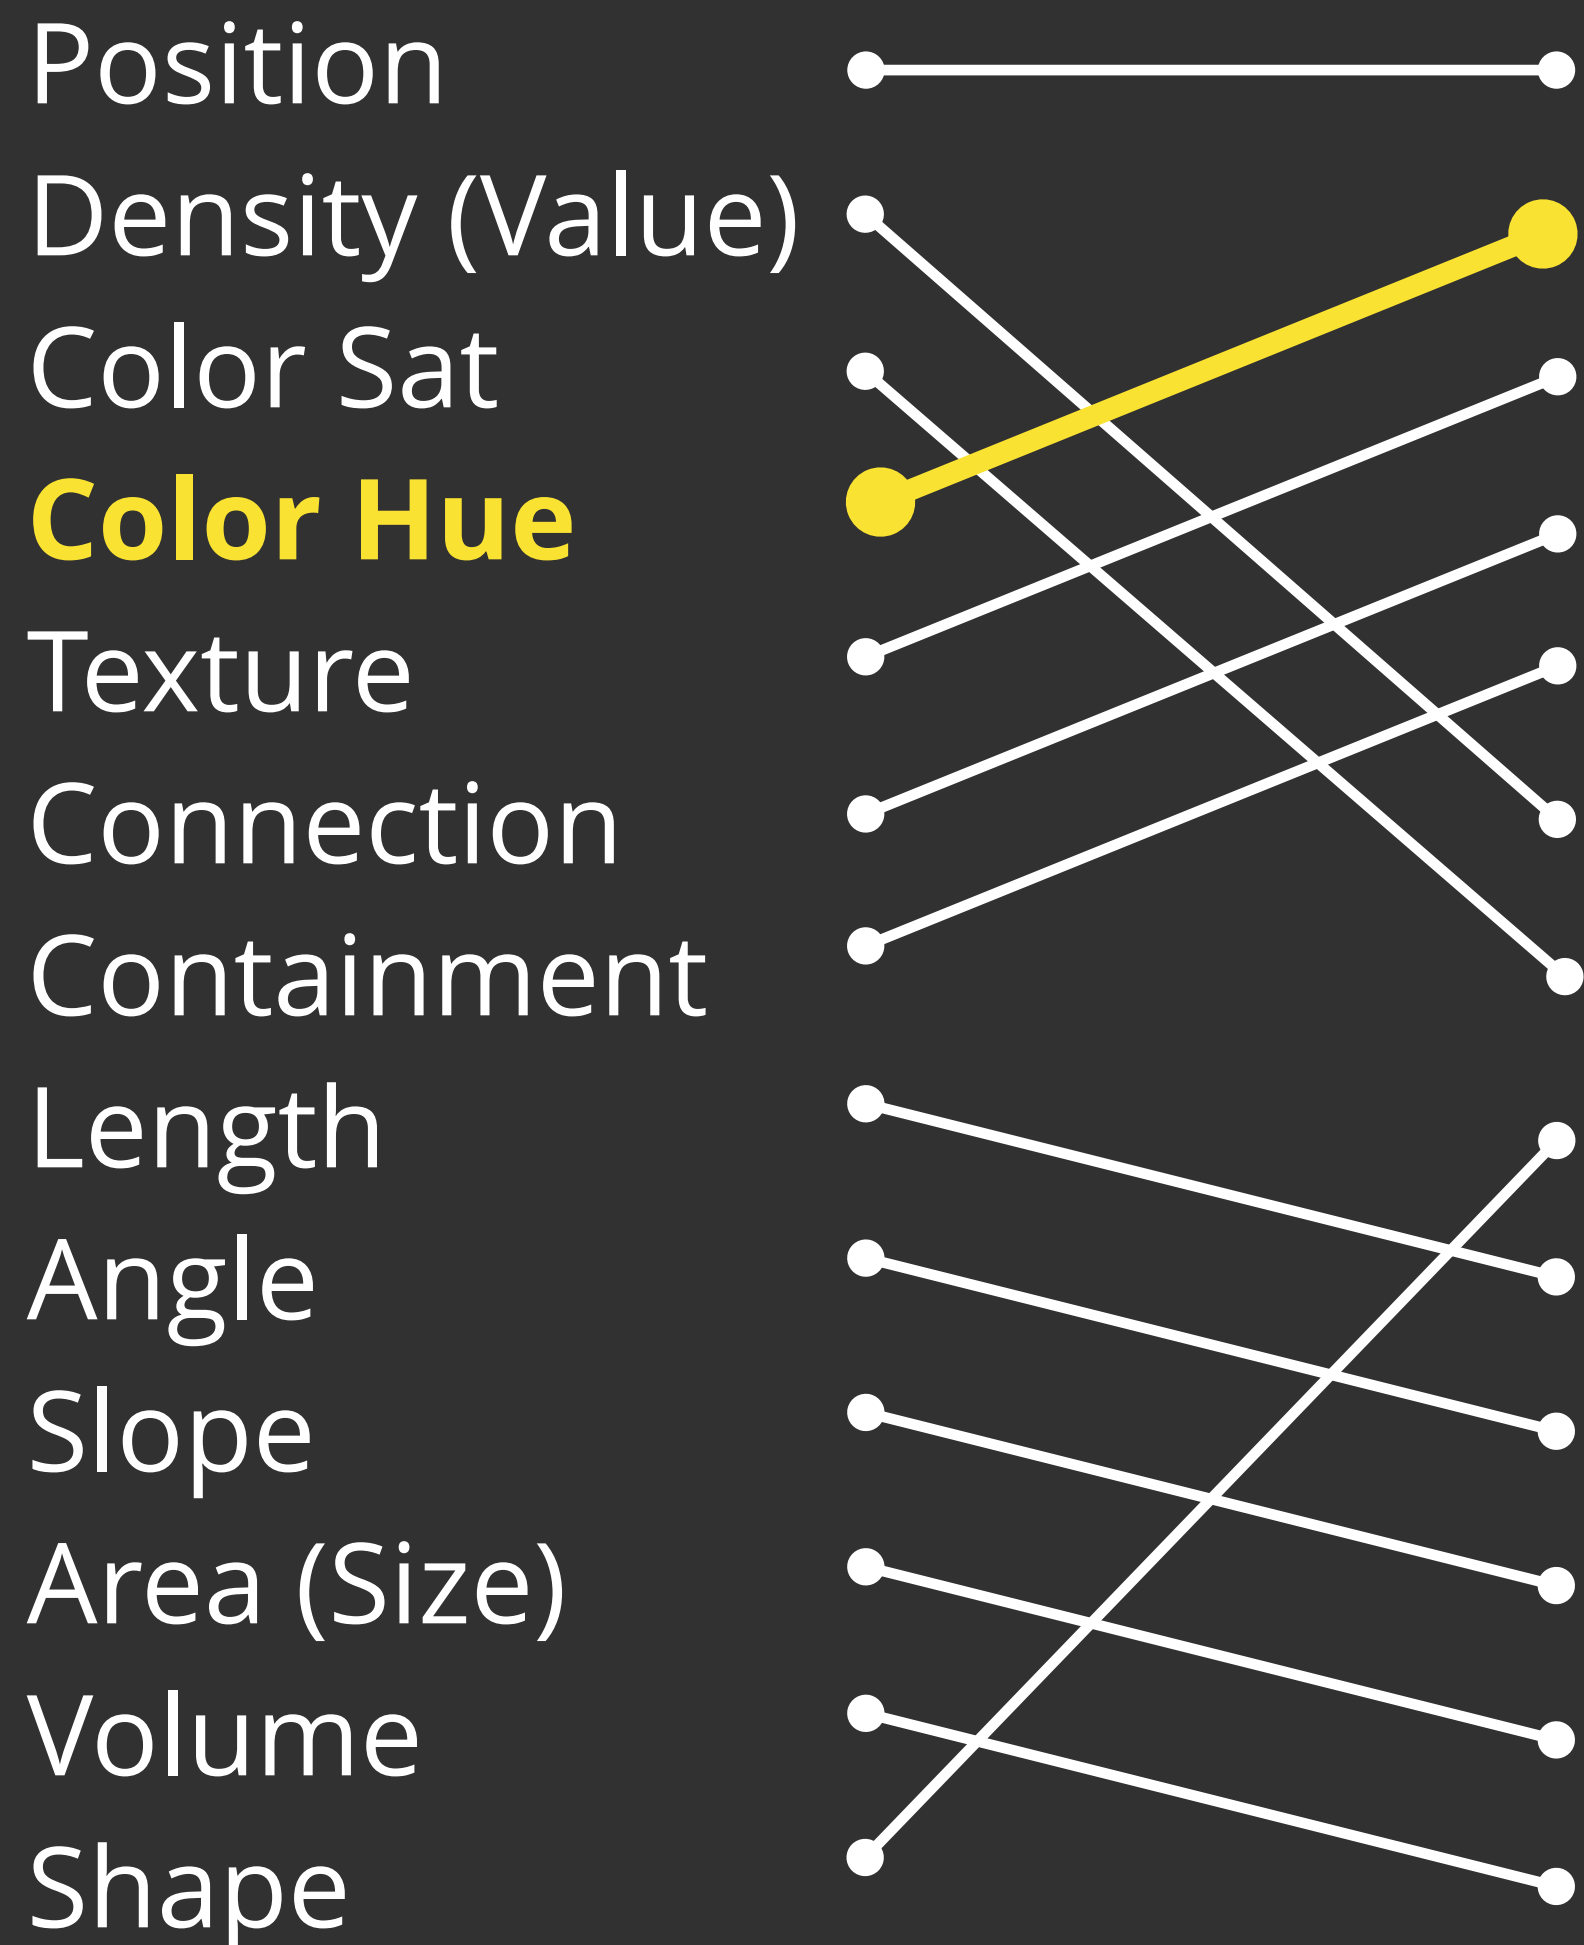 Position
Density (Value)
Color Sat
Color Hue
Texture
Connection
Containment
Length
Angle
Slope
Area (Size)
Volume
Shape